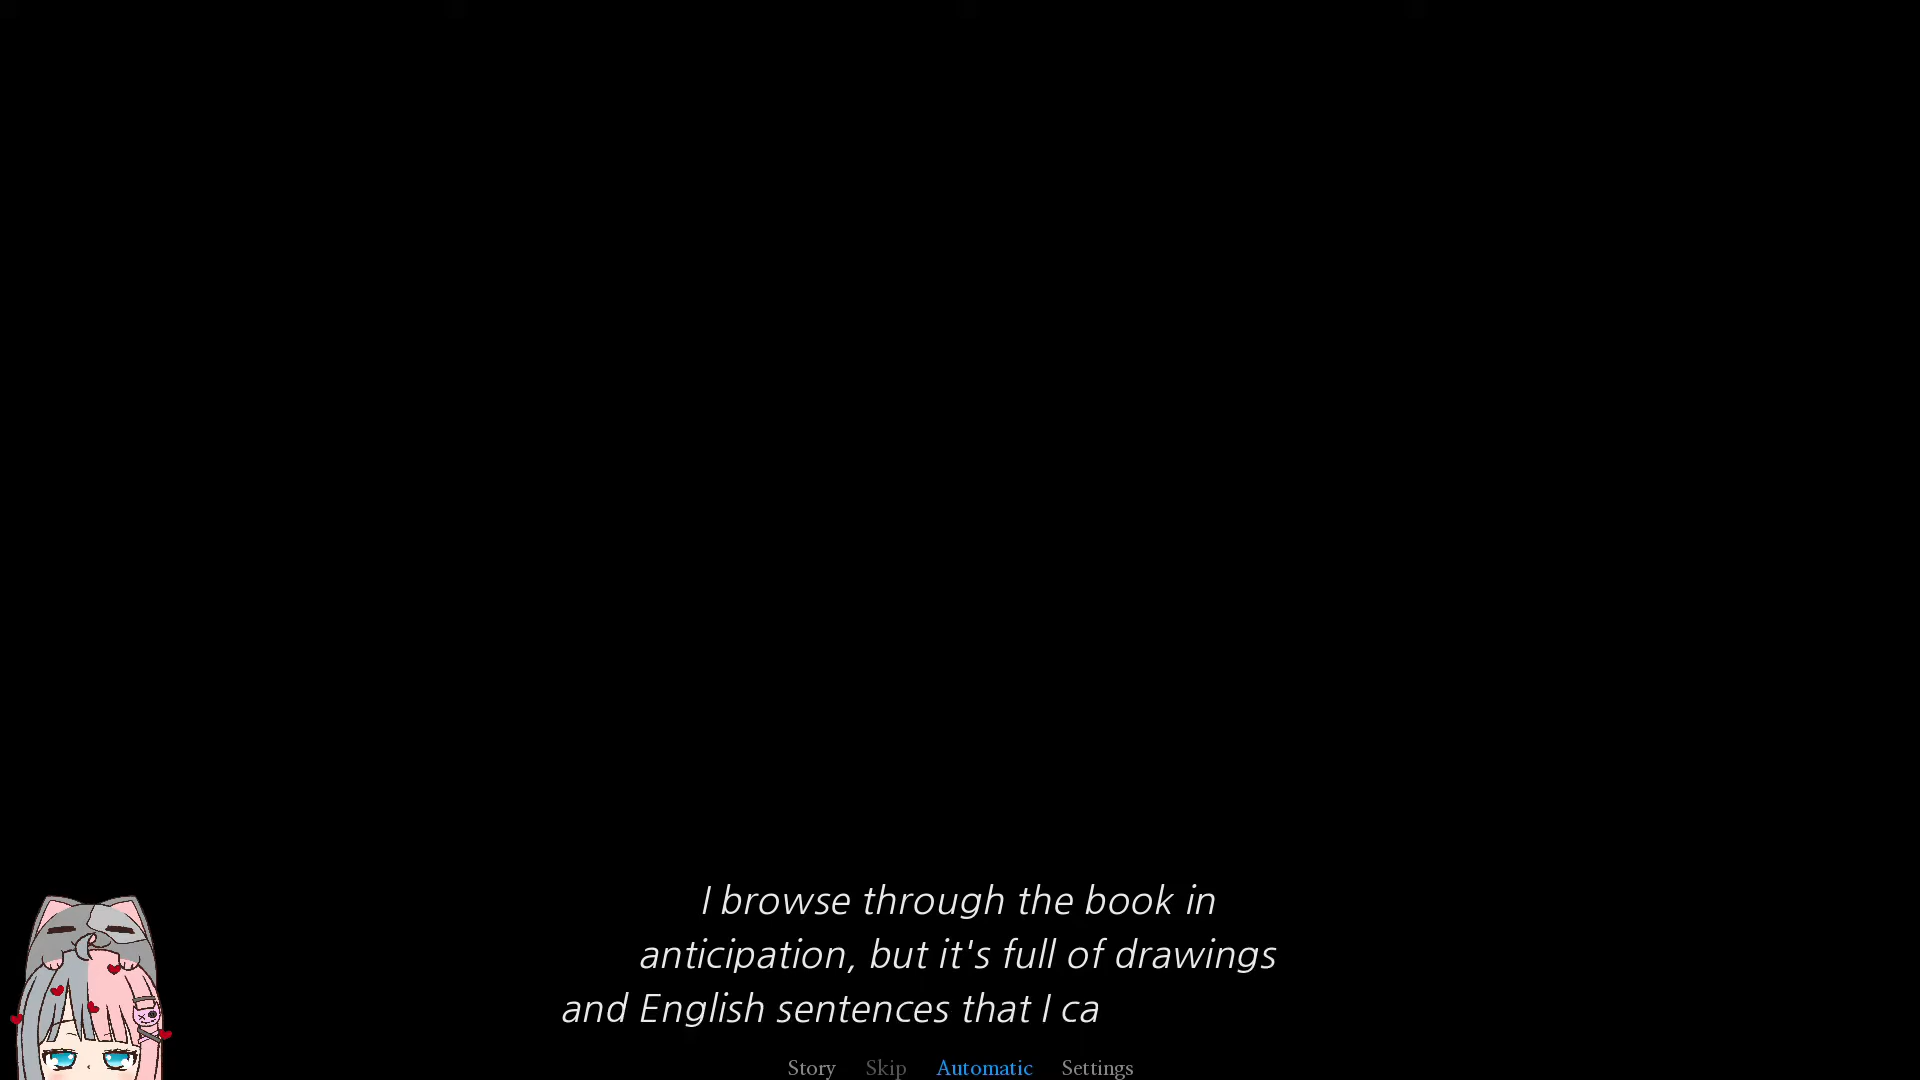 I browse through the book in
anticipation, but it's full of drawings
and English sentences that I ca
Story Skip Automatic Settings